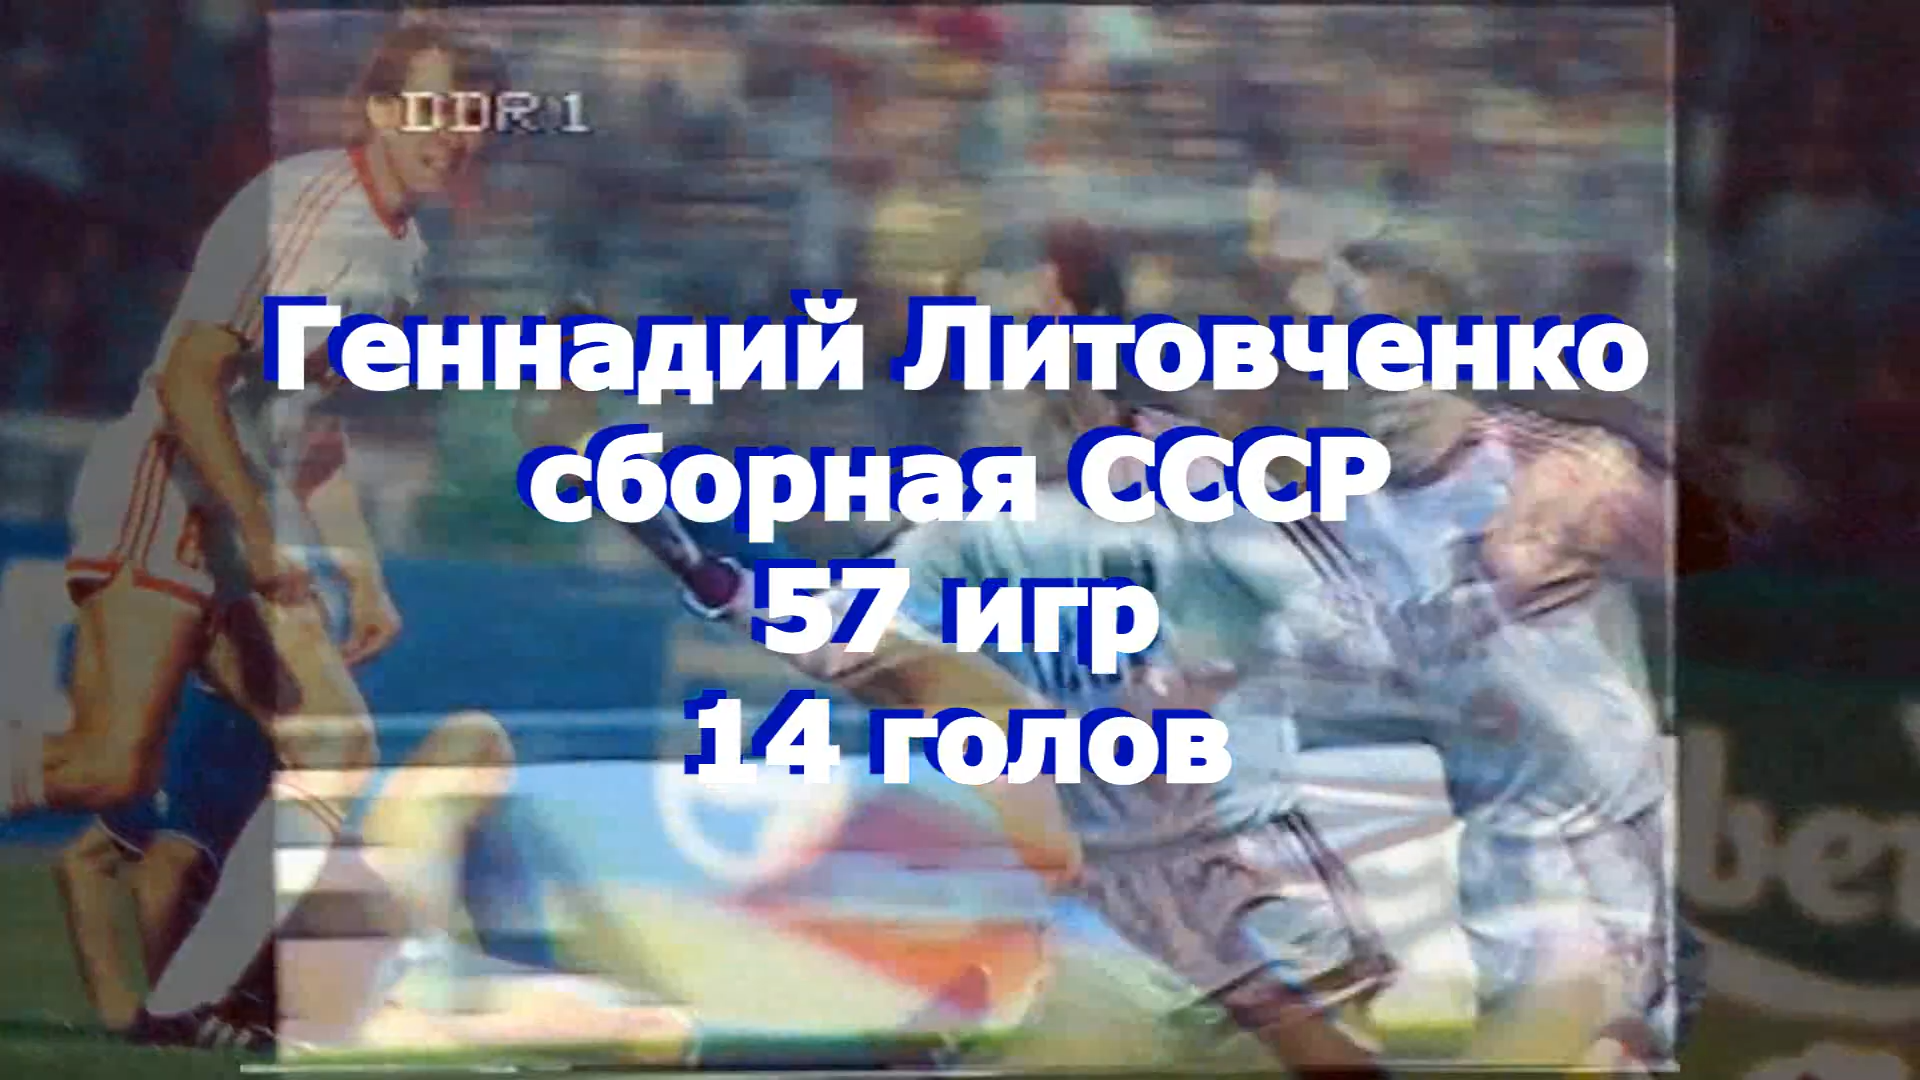 DDR 1
Геннадий Литовченко
сборная СССР
57 игр
14 голов